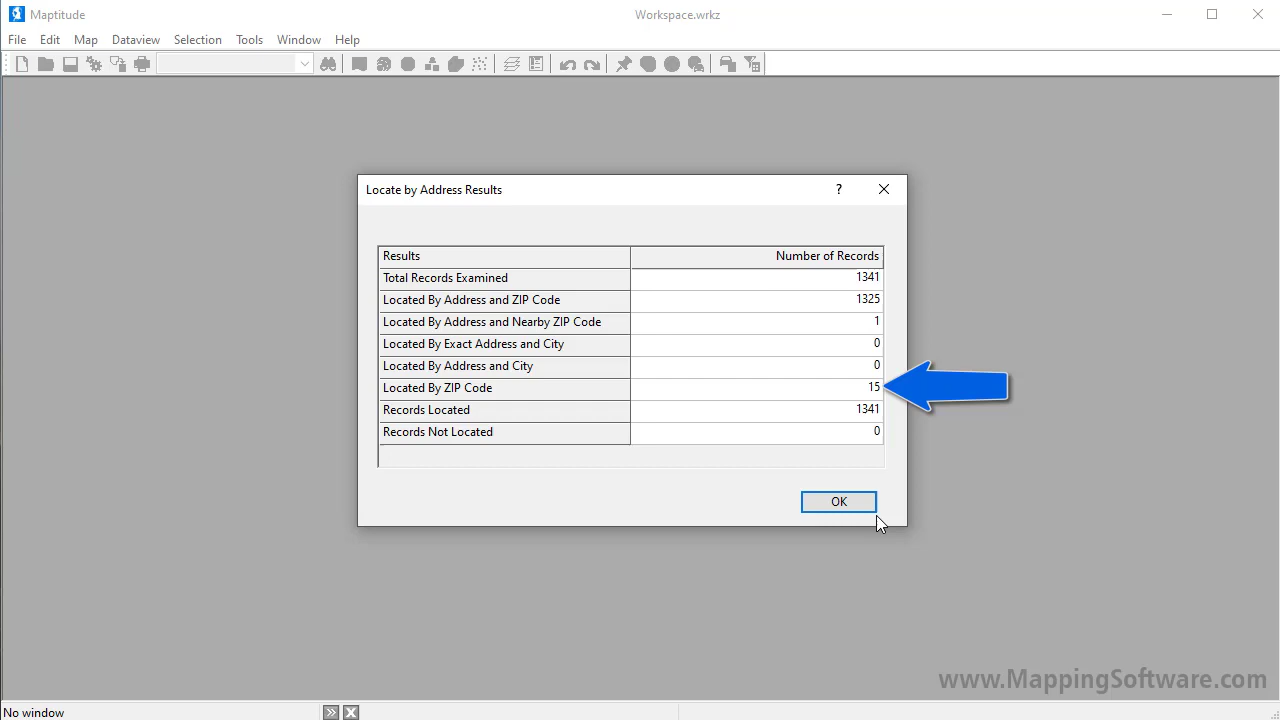 Maptitude
Workspace.wrkz
File Edit Map Dataview Selection Tools Window Help
Locate by Address Results ?
Results Number of Records
Total Records Examined 1341
Located By Address and ZIP Code 1325
Located By Address and Nearby ZIP Code 1
Located By Exact Address and City 0
Located By Address and City 0
Located By ZIP Code 15
Records Located 1341
Records Not Located 0
OK
www.MappingSoftware.com
No window